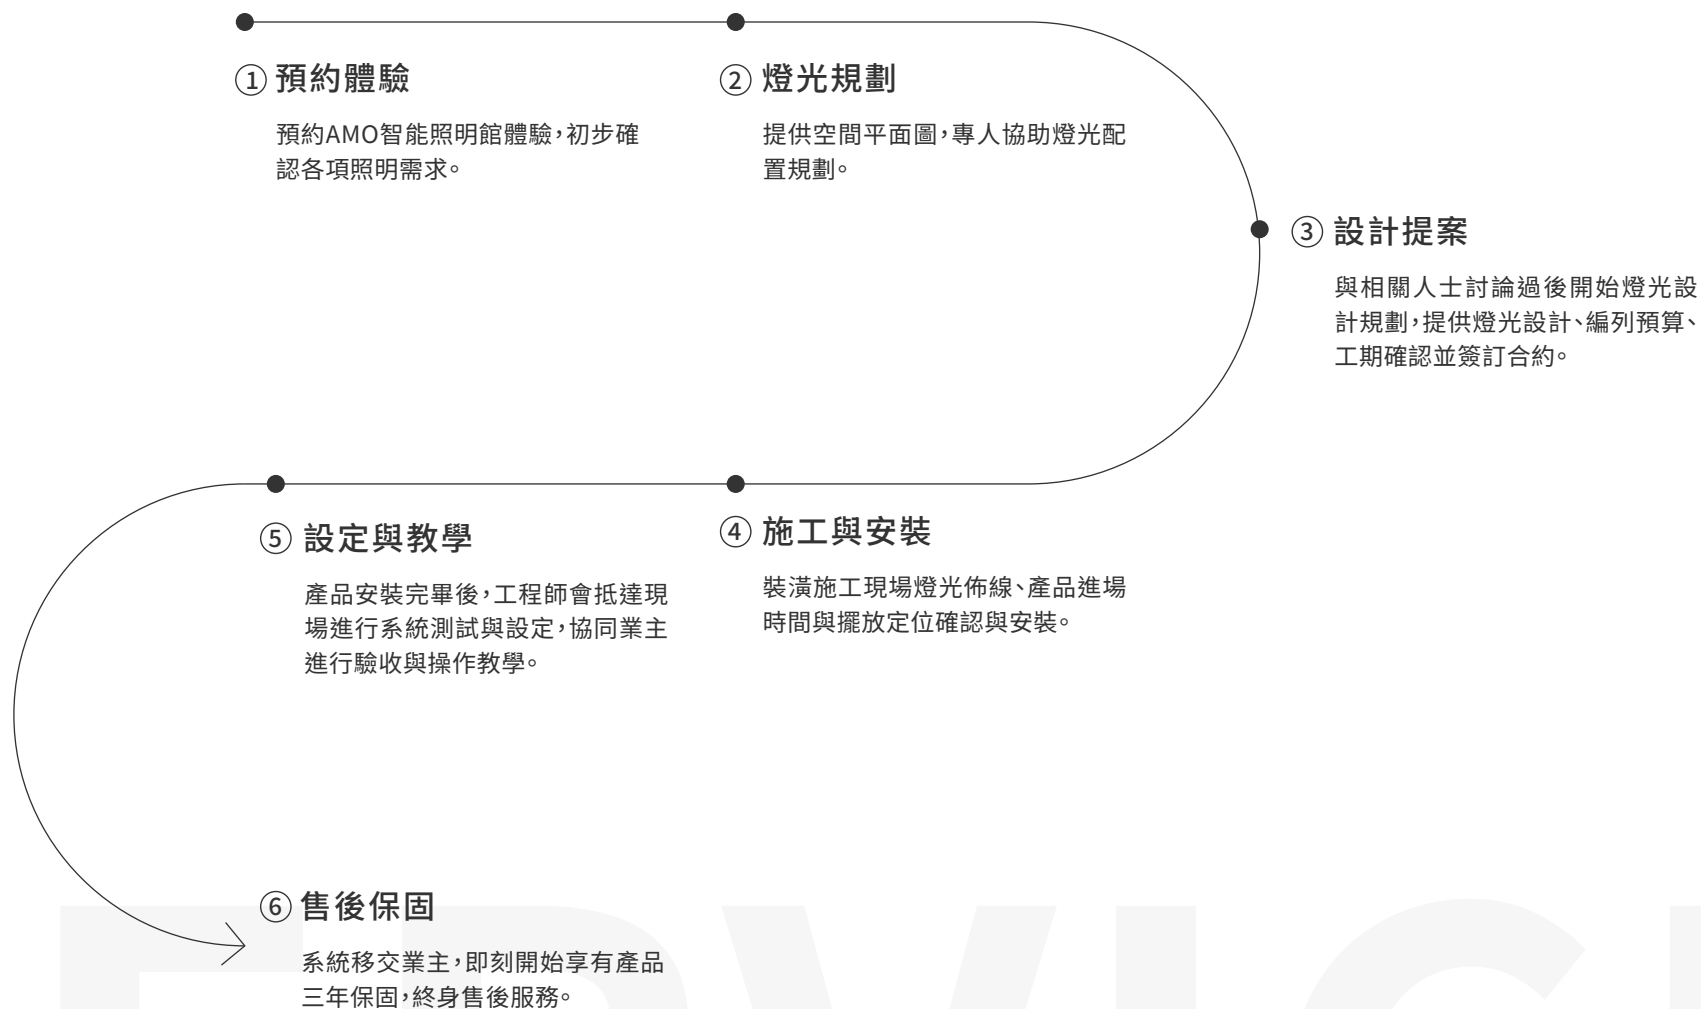 ① 預約體驗
預約AMO智能照明館體驗，初步確
認各項照明需求。
② 燈光規劃
提供空間平面圖，專人協助燈光配
置規劃。
③ 設計提案
與相關人士討論過後開始燈光設
計規劃，提供燈光設計、編列預算、
工期確認並簽訂合約。
④ 施工與安裝
裝潢施工現場燈光佈線、產品進場
時間與擺放定位確認與安裝。
⑤ 設定與教學
產品安裝完畢後，工程師會抵達現
場進行系統測試與設定，協同業主
進行驗收與操作教學。
⑥ 售後保固
系統移交業主，即刻開始享有產品
三年保固，終身售後服務。